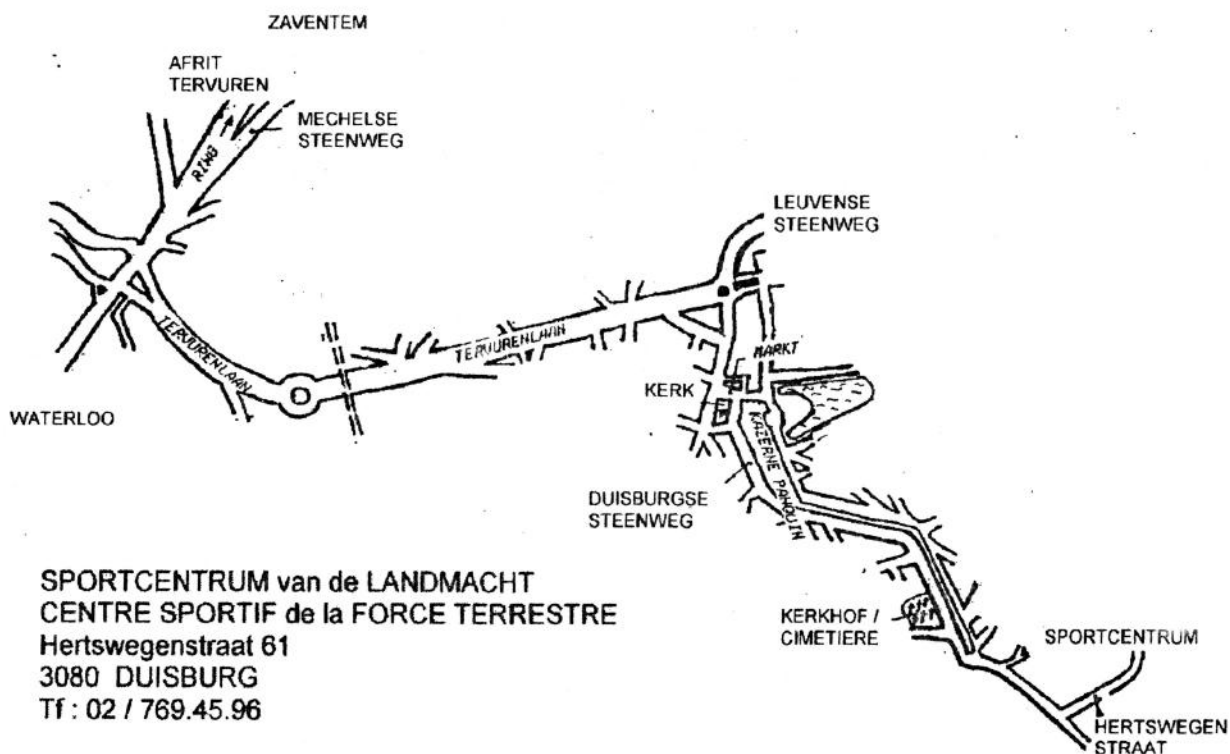 ZAVENTEM
AFRIT
TERVUREN
MECHELSE
STEENWEG
RING
LEUVENSE
STEENWEG
TERVURENLAAN
TERVURENLAAN
MARKT
KERK
WATERLOO
KAZERNE PAHOUIN
DUISBURGSE
STEENWEG
SPORTCENTRUM van de LANDMACHT
CENTRE SPORTIF de la FORCE TERRESTRE
Hertswegenstraat 61
3080 DUISBURG
Tf : 02 / 769.45.96
KERKHOF /
CIMETIERE
SPORTCENTRUM
HERTSWEGEN
STRAAT